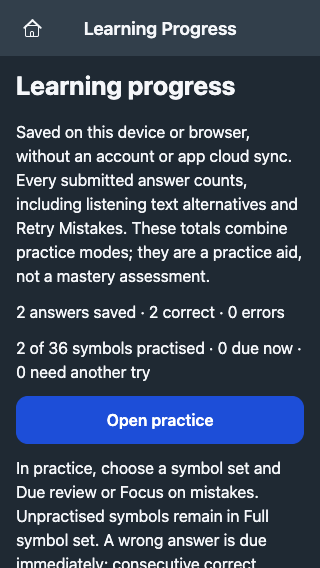 Learning Progress
Learning progress
Saved on this device or browser,
without an account or app cloud sync.
Every submitted answer counts,
including listening text alternatives and
Retry Mistakes. These totals combine
practice modes; they are a practice aid,
not a mastery assessment.
2 answers saved · 2 correct · 0 errors
2 of 36 symbols practised · 0 due now ·
0 need another try
Open practice
In practice, choose a symbol set and
Due review or Focus on mistakes.
Unpractised symbols remain in Full
symbol set. A wrong answer is due
immediately; consecutive correct